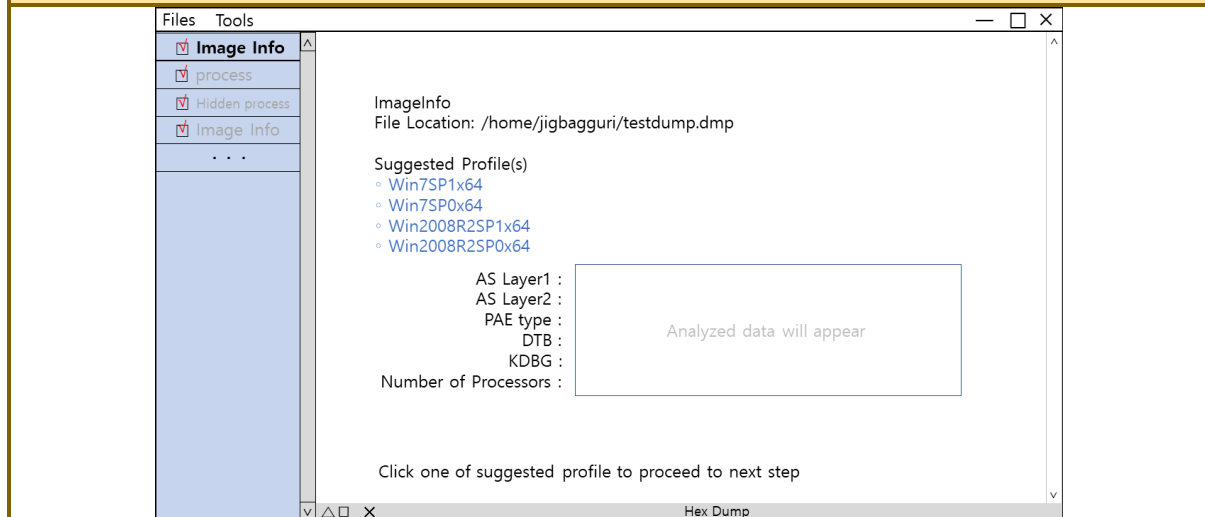 Files Tools
Image Info
process
Hidden process
Image Info
. . .
ImageInfo
File Location: /home/jigbagguri/testdump.dmp
Suggested Profile(s)
◦ Win7SP1x64
◦ Win7SP0x64
◦ Win2008R2SP1x64
◦ Win2008R2SP0x64
AS Layer1 :
AS Layer2 :
PAE type :
DTB :
KDBG :
Number of Processors :
Analyzed data will appear
Click one of suggested profile to proceed to next step
Hex Dump